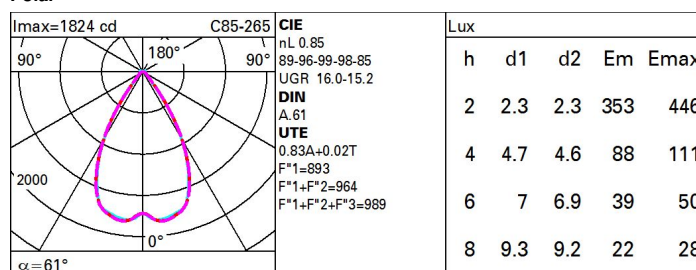 Imax=1824 cd C85-265
90° 180° 90°
2000
0°
α=61°
CIE
nL 0.85
89-96-99-98-85
UGR 16.0-15.2
DIN
A.61
UTE
0.83A+0.02T
F"1=893
F"1+F"2=964
F"1+F"2+F"3=989
Lux
h d1 d2 Em Emax
2 2.3 2.3 353 446
4 4.7 4.6 88 111
6 7 6.9 39 50
8 9.3 9.2 22 28